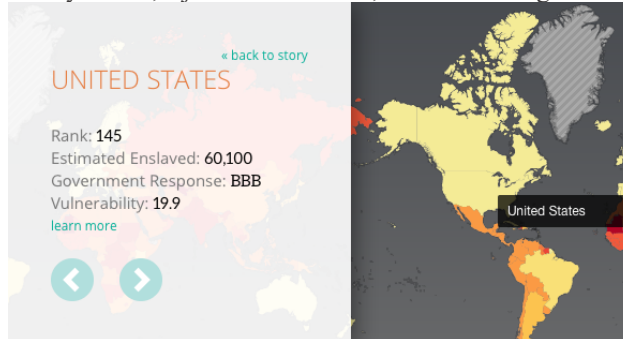 « back to story
UNITED STATES
Rank: 145
Estimated Enslaved: 60,100
Government Response: BBB
Vulnerability: 19.9
learn more
United States